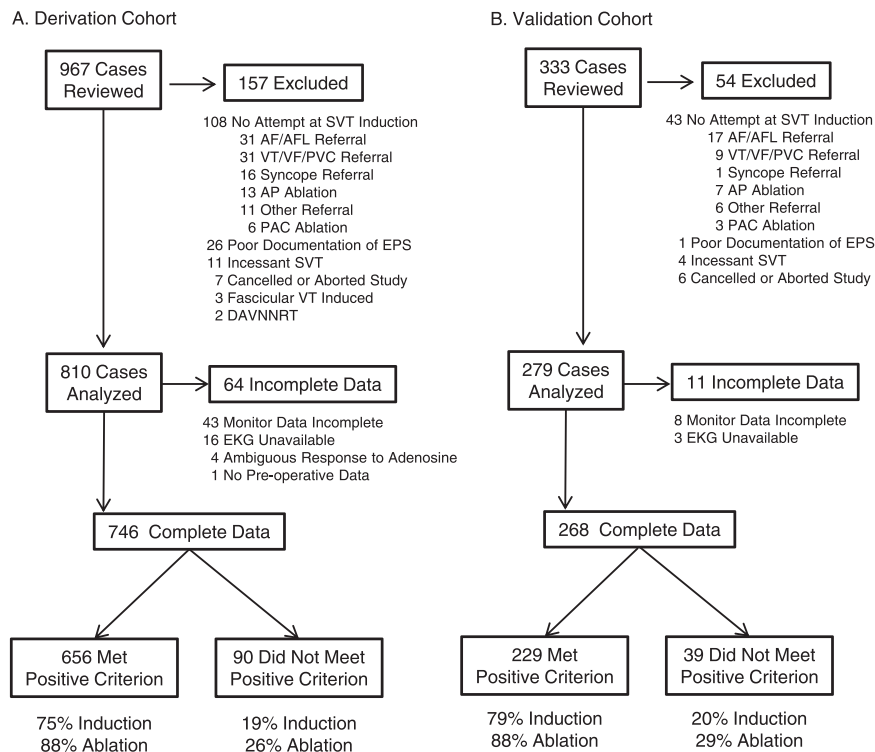 A. Derivation Cohort
967 Cases
Reviewed
157 Excluded
108 No Attempt at SVT Induction
31 AF/AFL Referral
31 VT/VF/PVC Referral
16 Syncope Referral
13 AP Ablation
11 Other Referral
6 PAC Ablation
26 Poor Documentation of EPS
11 Incessant SVT
7 Cancelled or Aborted Study
3 Fascicular VT Induced
2 DAVNNRT
810 Cases
Analyzed
64 Incomplete Data
43 Monitor Data Incomplete
16 EKG Unavailable
4 Ambiguous Response to Adenosine
1 No Pre-operative Data
746 Complete Data
656 Met
Positive Criterion
90 Did Not Meet
Positive Criterion
75% Induction
88% Ablation
19% Induction
26% Ablation
B. Validation Cohort
333 Cases
Reviewed
54 Excluded
43 No Attempt at SVT Induction
17 AF/AFL Referral
9 VT/VF/PVC Referral
1 Syncope Referral
7 AP Ablation
6 Other Referral
3 PAC Ablation
1 Poor Documentation of EPS
4 Incessant SVT
6 Cancelled or Aborted Study
279 Cases
Analyzed
11 Incomplete Data
8 Monitor Data Incomplete
3 EKG Unavailable
268 Complete Data
229 Met
Positive Criterion
39 Did Not Meet
Positive Criterion
79% Induction
88% Ablation
20% Induction
29% Ablation